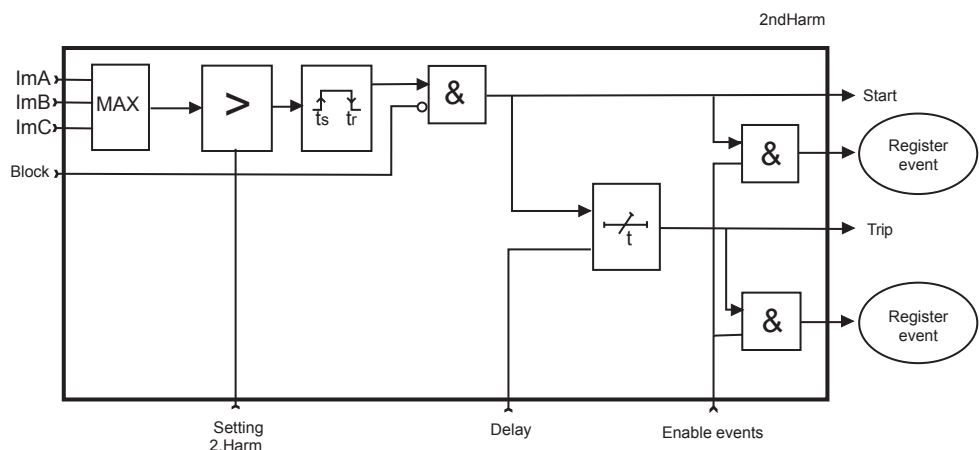 2ndHarm
ImA
ImB
ImC
MAX
>
ts
tr
&
Start
Block
&
Register
event
t
Trip
&
Register
event
Setting
2.Harm
Delay
Enable events